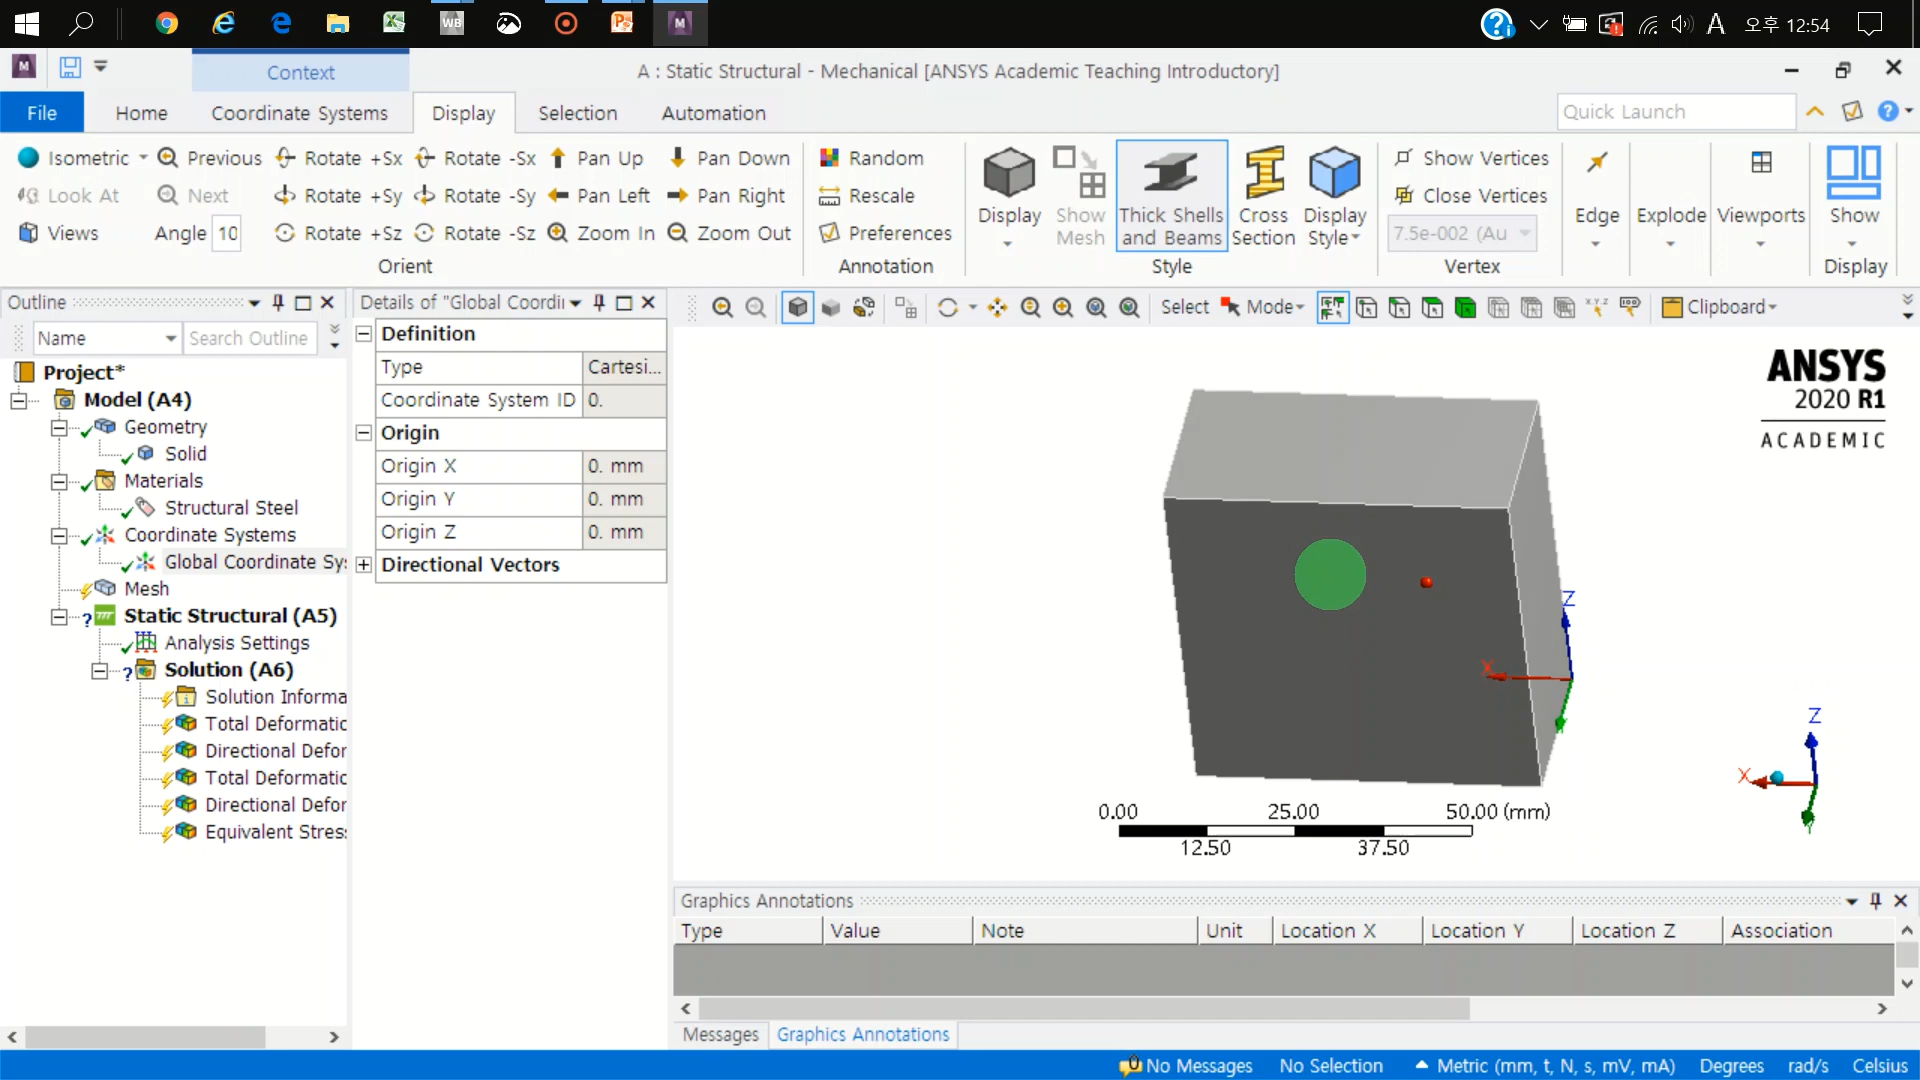 WB
A
오후 12:54
Context
A : Static Structural - Mechanical [ANSYS Academic Teaching Introductory]
File
Home
Coordinate Systems
Display
Selection
Automation
Quick Launch
Isometric
Previous
Rotate +Sx
Rotate -Sx
Pan Up
Pan Down
Look At
Next
Rotate +Sy
Rotate -Sy
Pan Left
Pan Right
Views
Angle 10
Rotate +Sz
Rotate -Sz
Zoom In
Zoom Out
Orient
Random
Rescale
Preferences
Annotation
Display
Show
Mesh
Thick Shells
and Beams
Cross
Section
Display
Style
Style
Show Vertices
Close Vertices
7.5e-002 (Au
Vertex
Edge
Explode
Viewports
Show
Display
Outline
Name
Search Outline
Project*
Model (A4)
Geometry
Solid
Materials
Structural Steel
Coordinate Systems
Global Coordinate Sy
Mesh
Static Structural (A5)
Analysis Settings
Solution (A6)
Solution Informa
Total Deformatic
Directional Defor
Total Deformatic
Directional Defor
Equivalent Stres
Details of "Global Coordi
Definition
Type Cartesi...
Coordinate System ID 0.
Origin
Origin X 0. mm
Origin Y 0. mm
Origin Z 0. mm
Directional Vectors
Select
Mode
Clipboard
ANSYS
2020 R1
ACADEMIC
Z
X
Y
Z
X
Y
0.00 25.00 50.00 (mm)
12.50 37.50
Graphics Annotations
Type Value Note Unit Location X Location Y Location Z Association
Messages
Graphics Annotations
No Messages
No Selection
Metric (mm, t, N, s, mV, mA)
Degrees
rad/s
Celsius